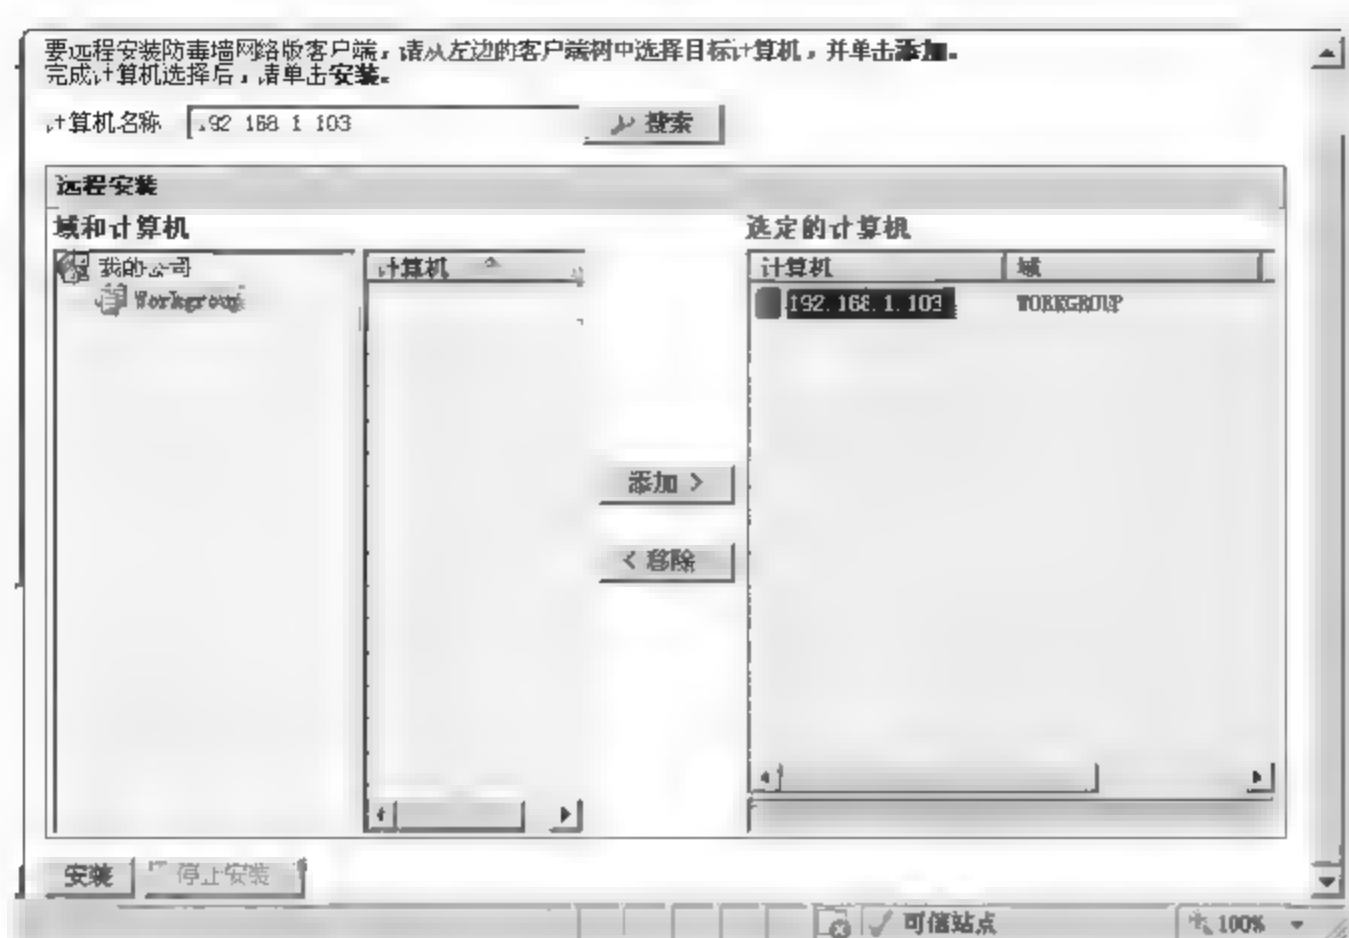 要远程安装防毒墙网络版客户端，请从左边的客户端树中选择目标计算机，并单击添加。
完成计算机选择后，请单击安装。
计算机名称 192 168 1 103 搜索
远程安装
域和计算机 选定的计算机
我的公司 计算机 计算机 域
Workgroup 192.168.1.103 WORKGROUP
添加 >
< 移除
安装 停止安装
可信站点 100%